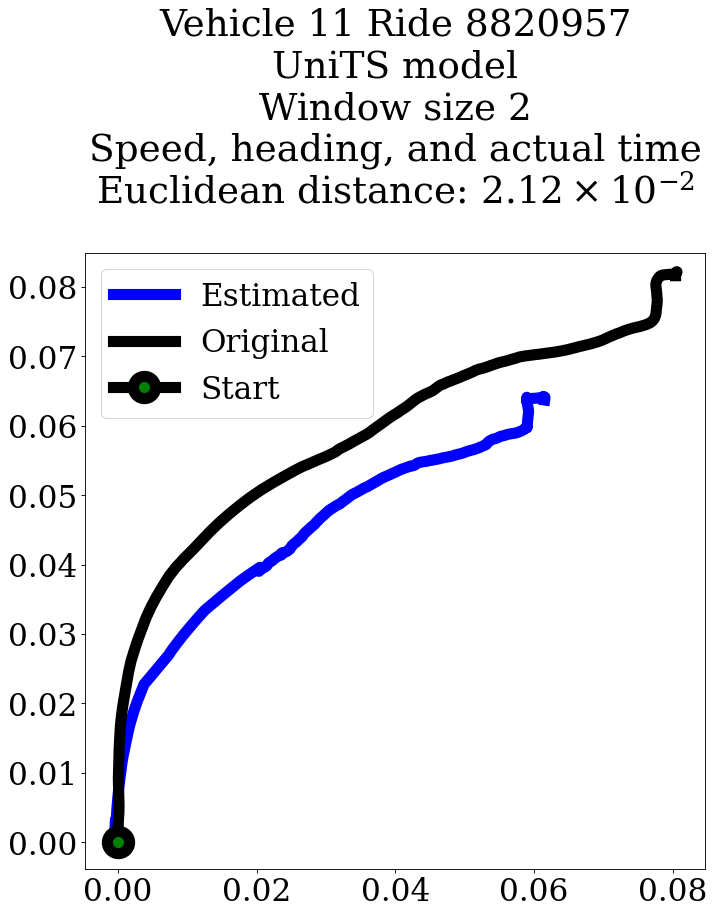 Vehicle 11 Ride 8820957
UniTS model
Window size 2
Speed, heading, and actual time
Euclidean distance: 2.12 × 10⁻²
Estimated
Original
Start
0.08
0.07
0.06
0.05
0.04
0.03
0.02
0.01
0.00
0.00 0.02 0.04 0.06 0.08